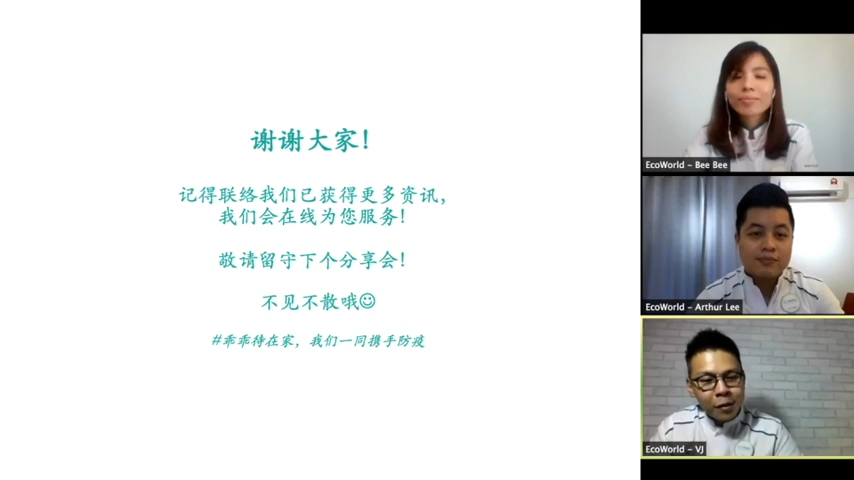 谢谢大家！
记得联络我们已获得更多资讯，
我们会在线为您服务！
敬请留守下个分享会！
不见不散哦☺
#乖乖待在家，我们一同携手防疫
EcoWorld - Bee Bee
EcoWorld - Arthur Lee
EcoWorld - VJ